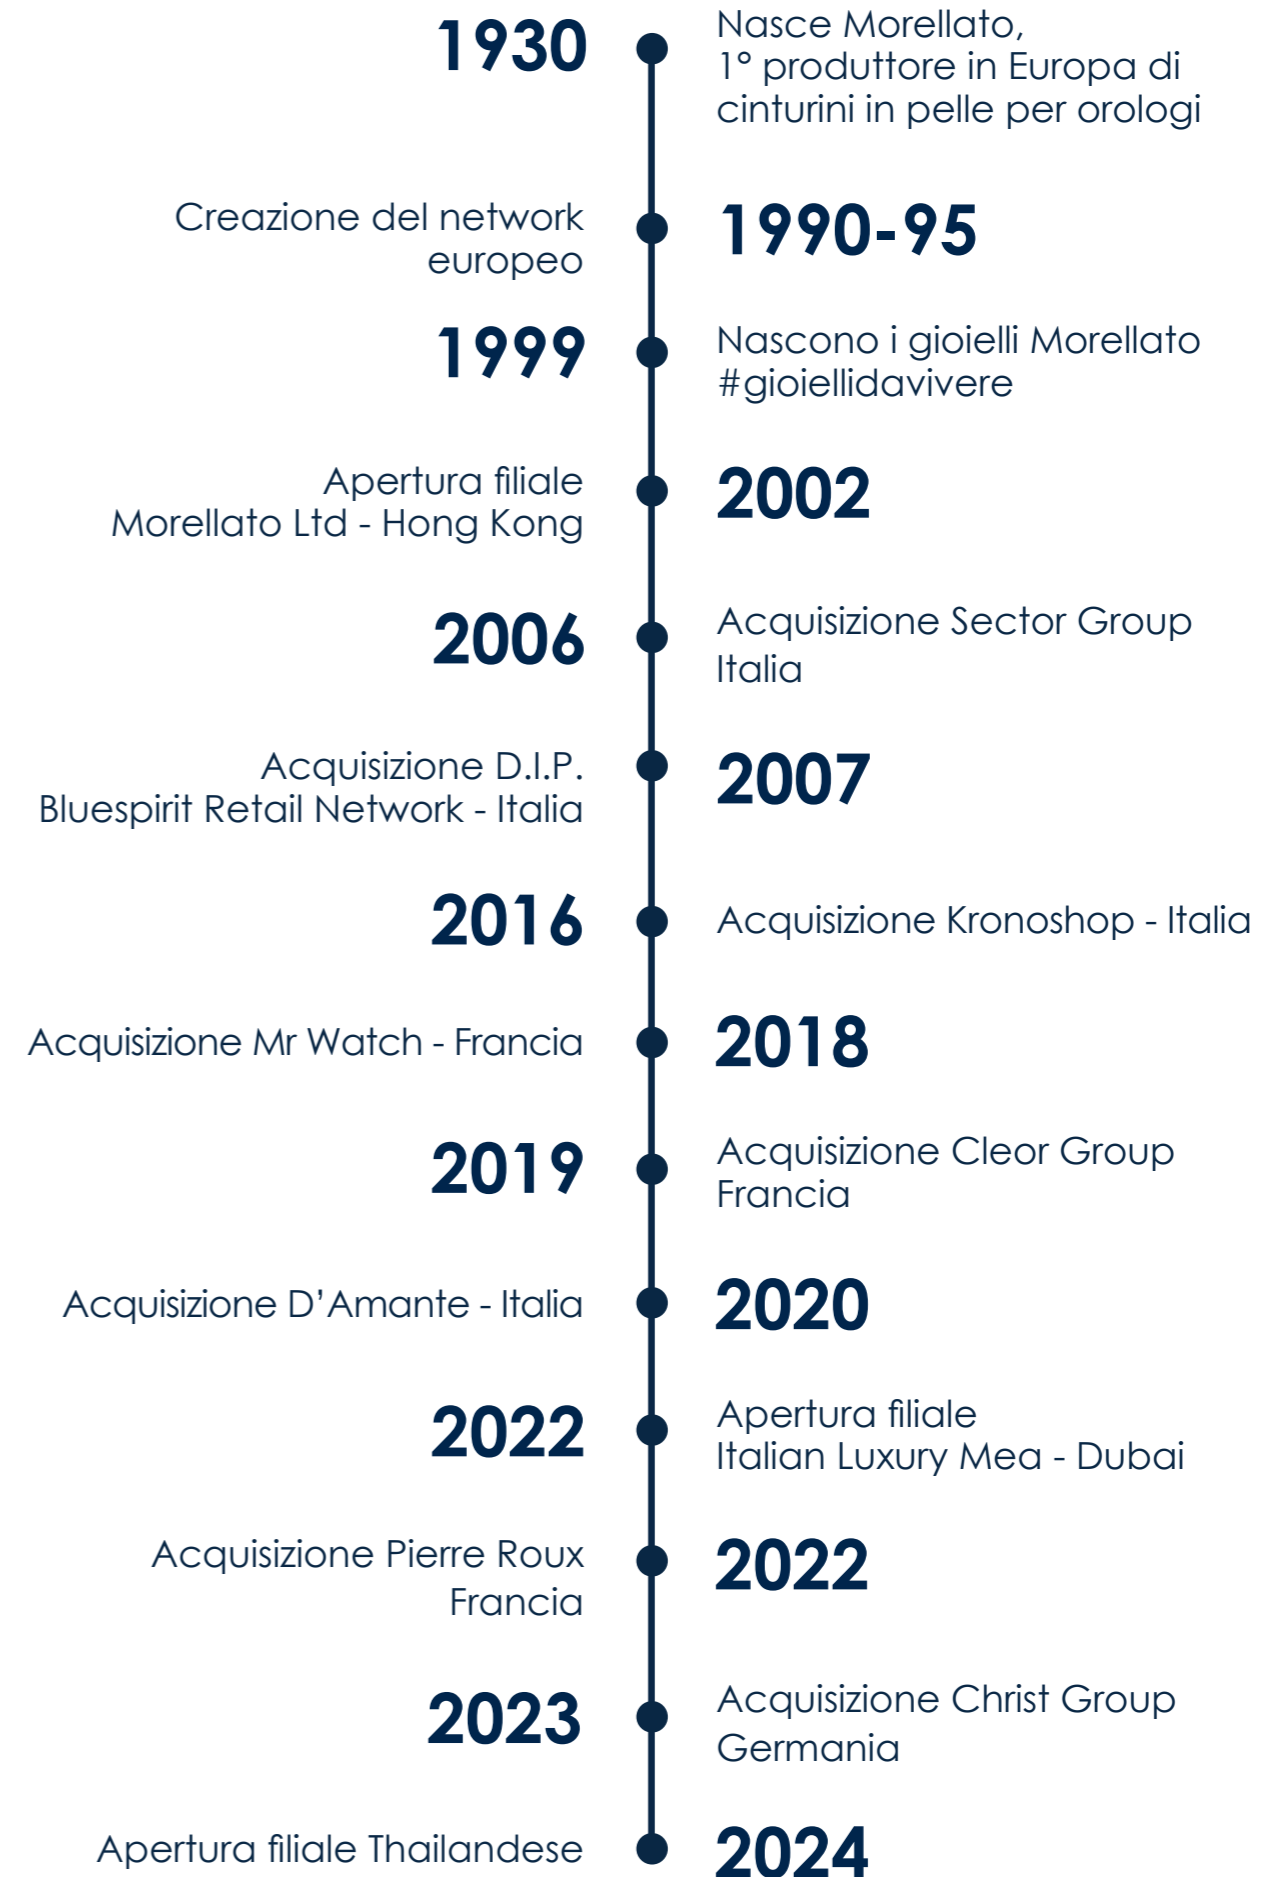 1930
Nasce Morellato,
1° produttore in Europa di
cinturini in pelle per orologi
Creazione del network
europeo
1990-95
1999
Nascono i gioielli Morellato
#gioiellidavivere
Apertura filiale
Morellato Ltd - Hong Kong
2002
2006
Acquisizione Sector Group
Italia
Acquisizione D.I.P.
Bluespirit Retail Network - Italia
2007
2016
Acquisizione Kronoshop - Italia
Acquisizione Mr Watch - Francia
2018
2019
Acquisizione Cleor Group
Francia
Acquisizione D’Amante - Italia
2020
2022
Apertura filiale
Italian Luxury Mea - Dubai
Acquisizione Pierre Roux
Francia
2022
2023
Acquisizione Christ Group
Germania
Apertura filiale Thailandese
2024